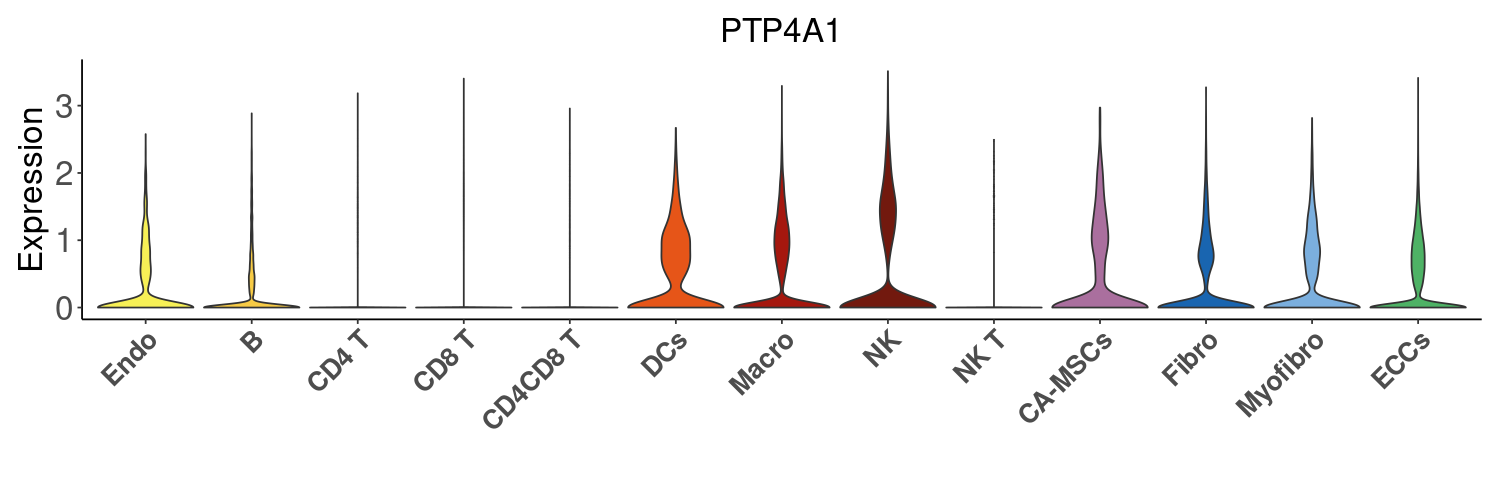 PTP4A1
Expression
3
2
1
0
Endo
B
CD4 T
CD8 T
CD4CD8 T
DCs
Macro
NK
NK T
CA-MSCs
Fibro
Myofibro
ECCs